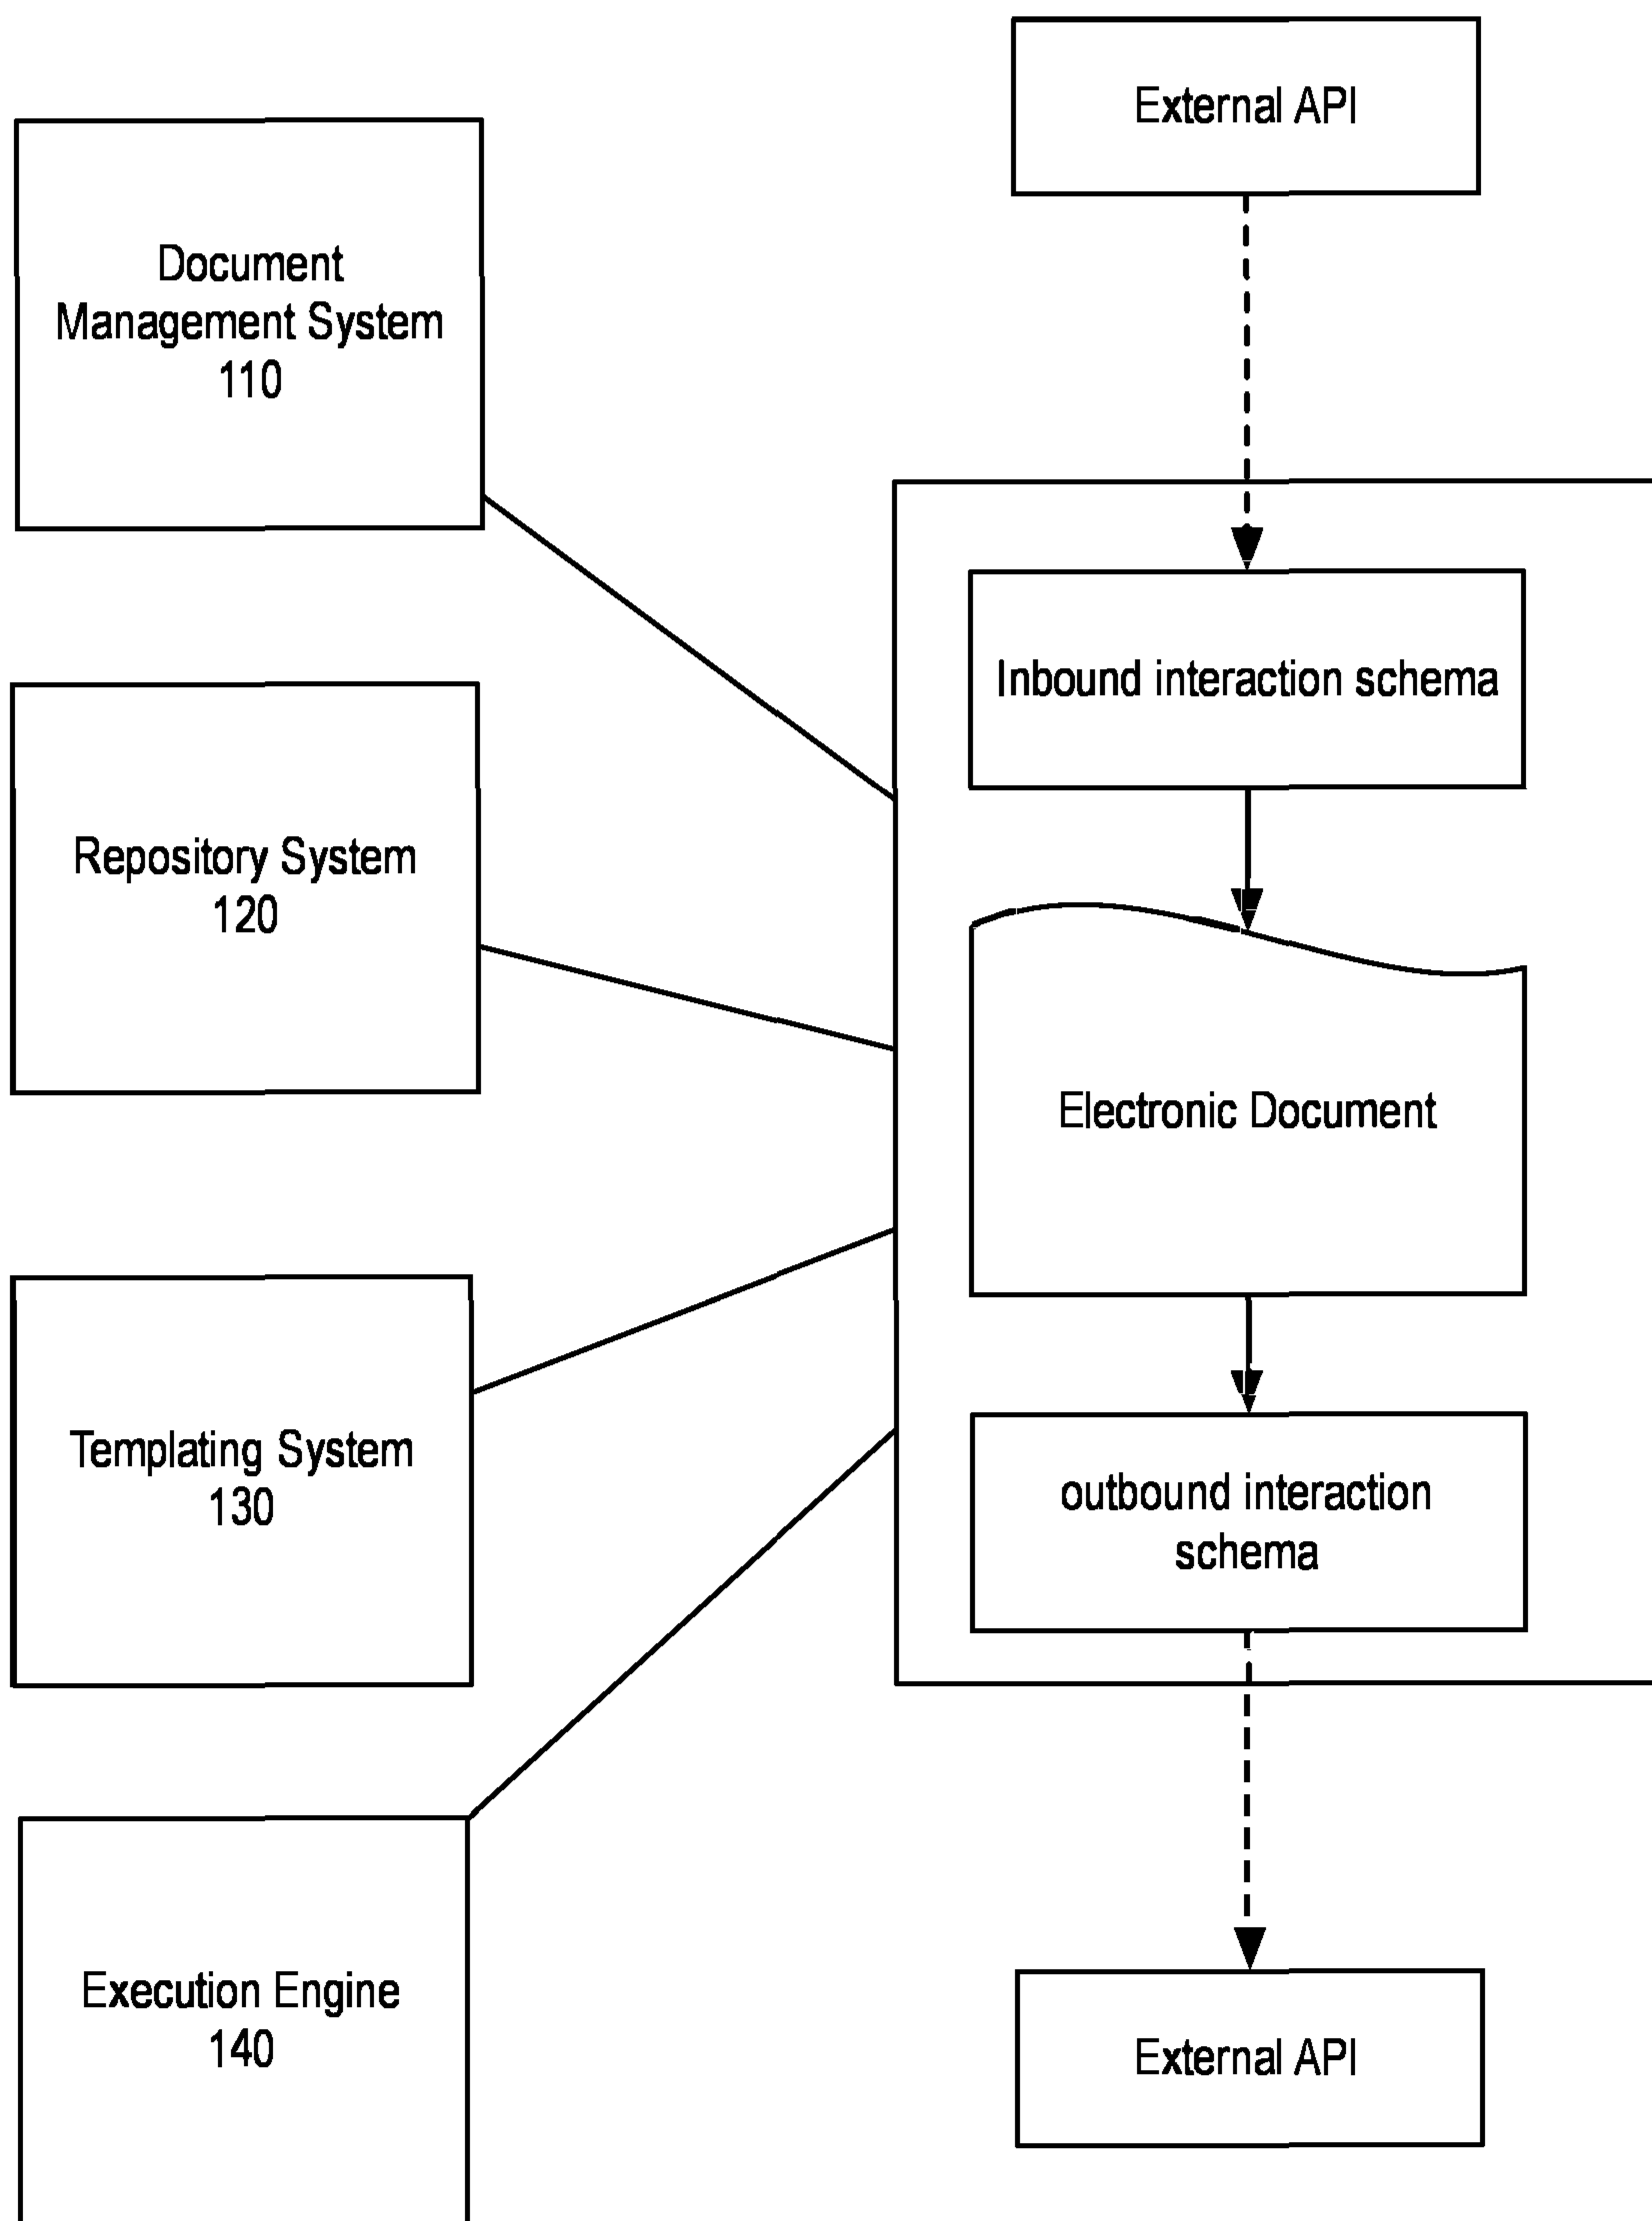 External API
Document
Management System
110
Inbound interaction schema
Repository System
120
Electronic Document
Templating System
130
outbound interaction
schema
Execution Engine
140
External API